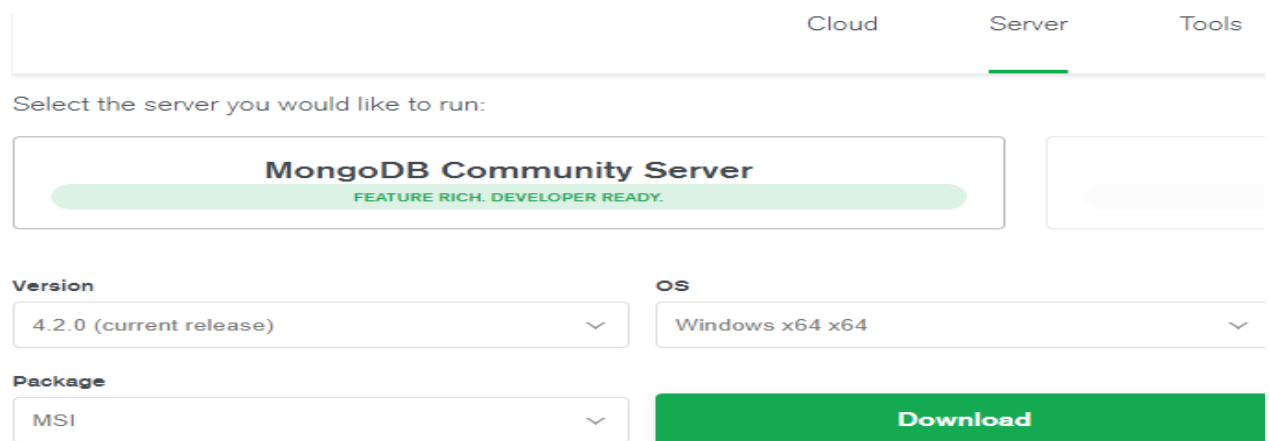 Cloud Server Tools
Select the server you would like to run:
MongoDB Community Server
FEATURE RICH. DEVELOPER READY.
Version OS
4.2.0 (current release) Windows x64 x64
Package
MSI Download